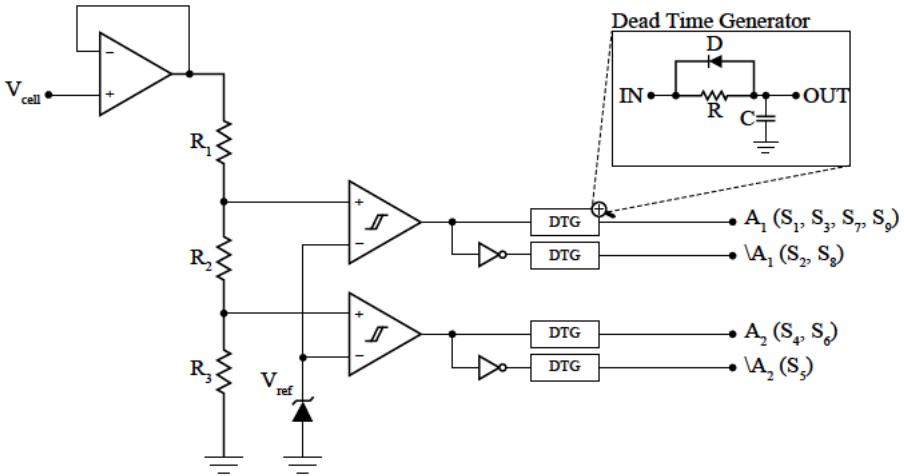 Dead Time Generator
D
IN
OUT
R
C
−
+
V_cell
R_1
+
−
DTG
A_1 (S_1, S_3, S_7, S_9)
R_2
DTG
\A_1 (S_2, S_8)
+
−
DTG
A_2 (S_4, S_6)
R_3
V_ref
DTG
\A_2 (S_5)